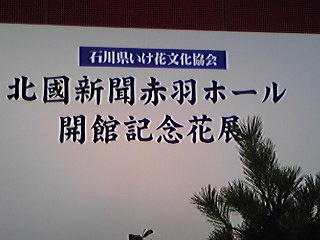 石川県いけ花文化協会
北國新聞赤羽ホール
開館記念花展